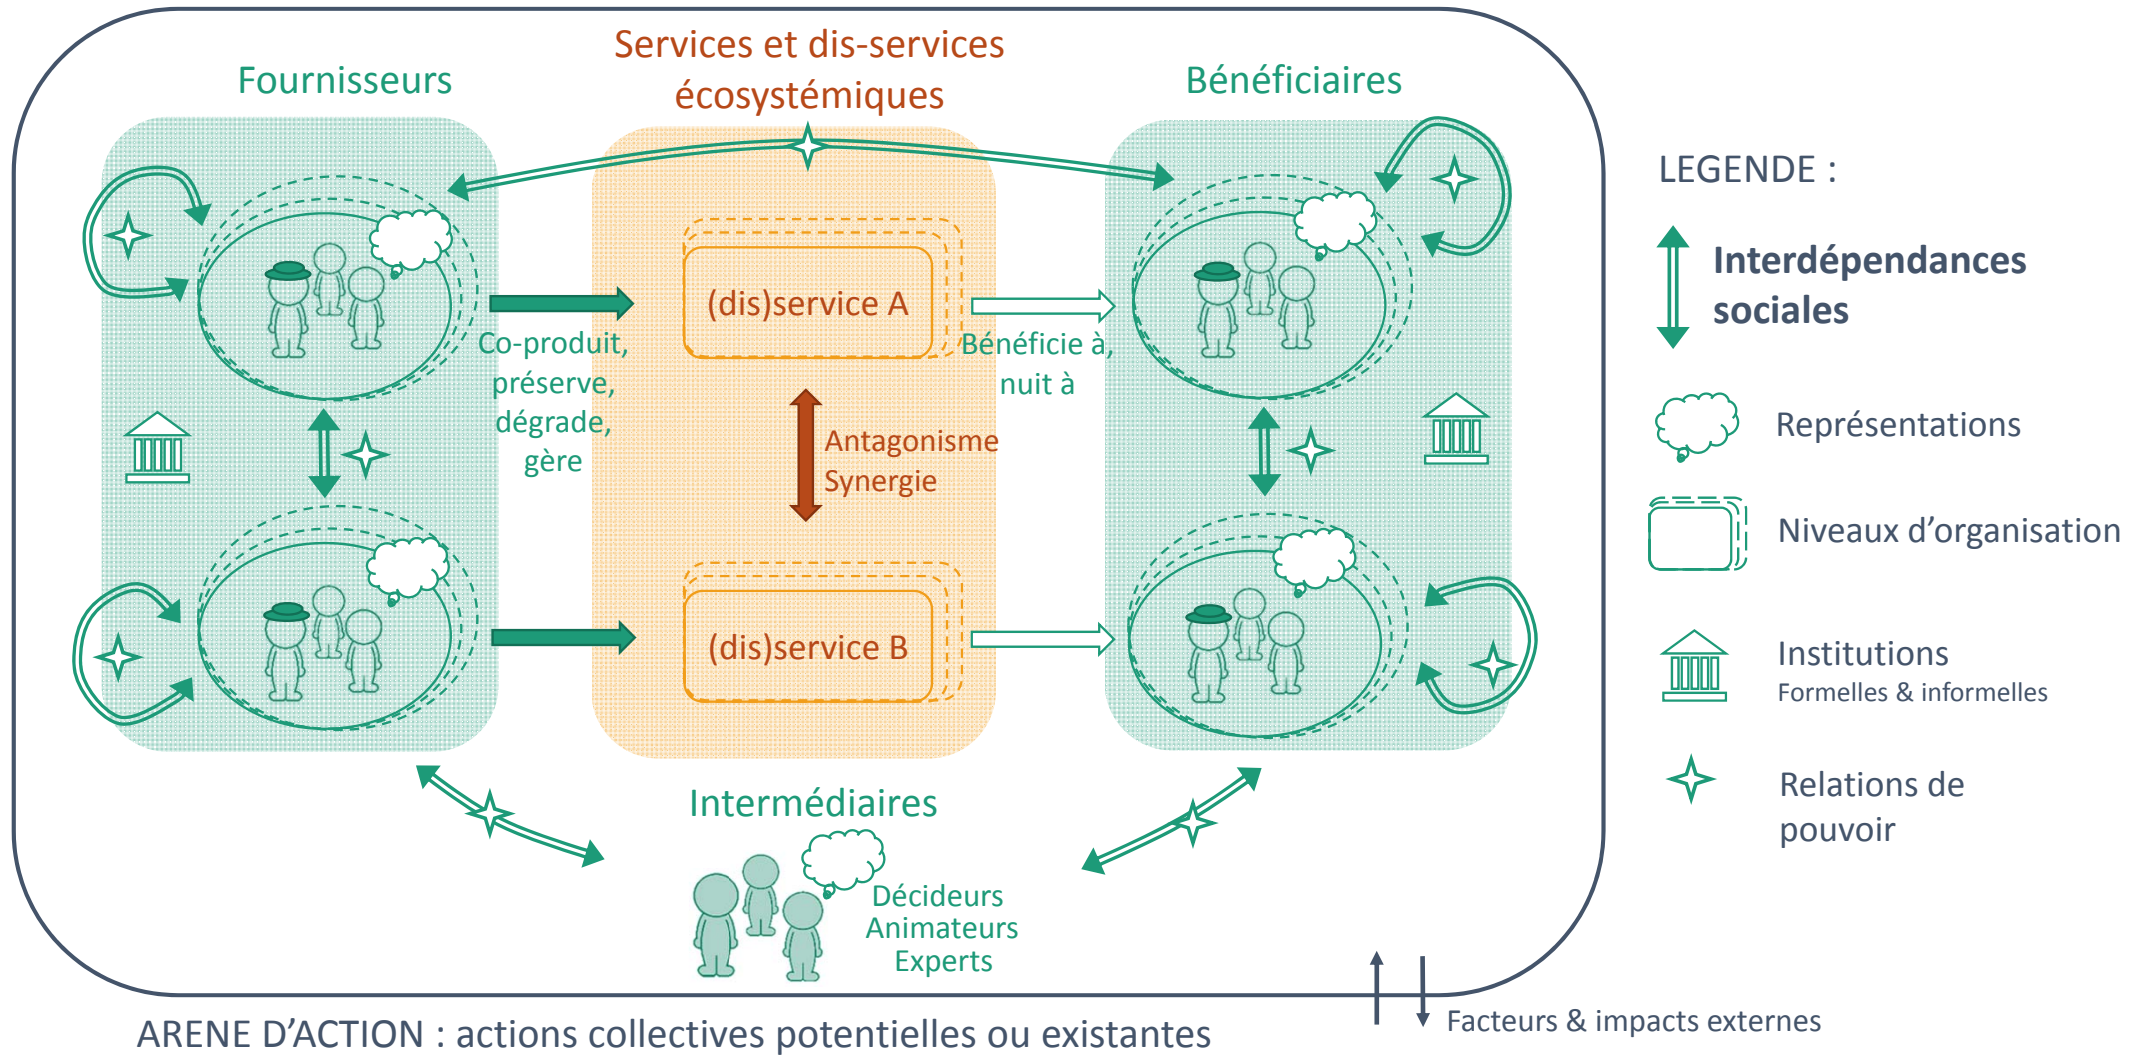 Services et dis-services
écosystémiques
Fournisseurs
Bénéficiaires
(dis)service A
Co-produit,
préserve,
dégrade,
gère
Bénéficie à,
nuit à
Antagonisme
Synergie
(dis)service B
Intermédiaires
Décideurs
Animateurs
Experts
ARENE D’ACTION : actions collectives potentielles ou existantes
Facteurs & impacts externes
LEGENDE :
Interdépendances
sociales
Représentations
Niveaux d’organisation
Institutions
Formelles & informelles
Relations de
pouvoir